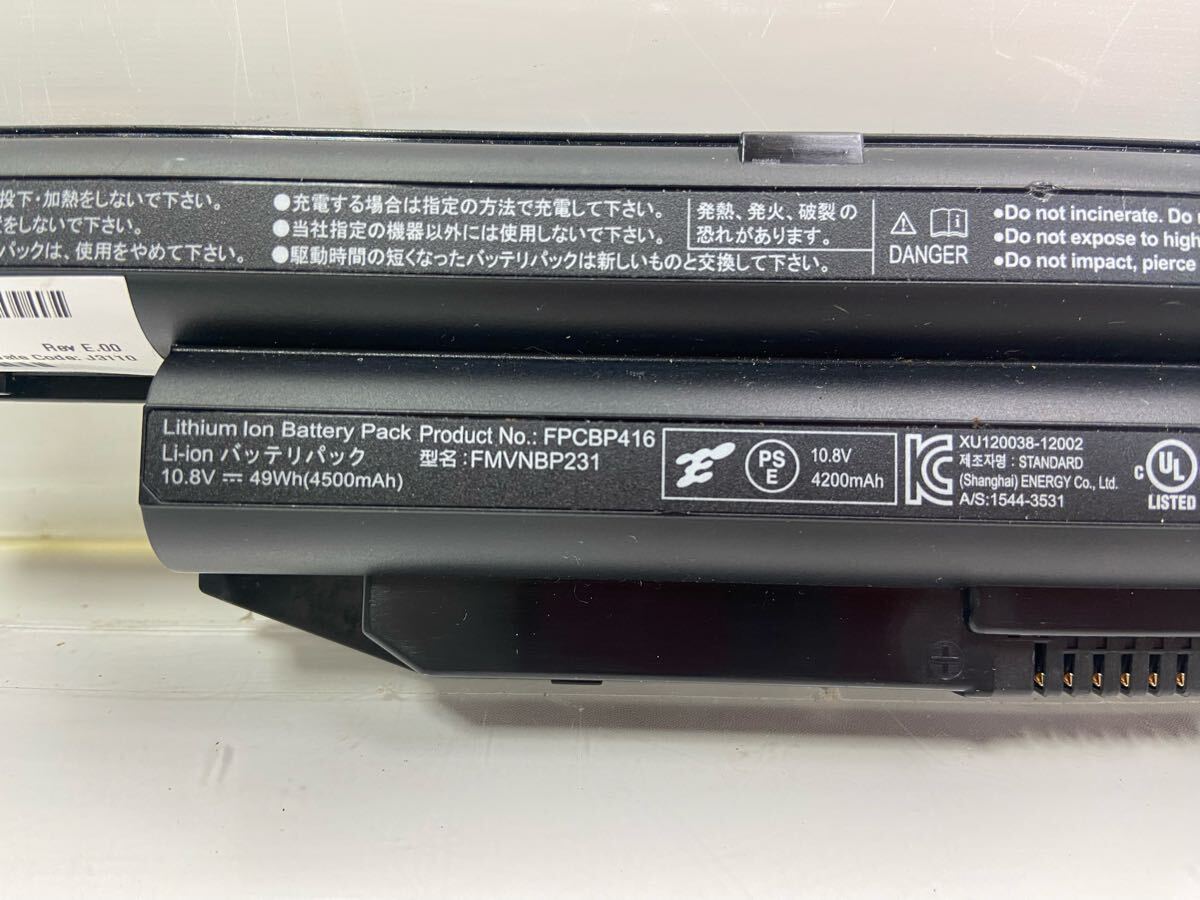 投下・加熱をしないで下さい。
をしないで下さい。
パックは、使用をやめて下さい。
●充電する場合は指定の方法で充電して下さい。
●当社指定の機器以外には使用しないで下さい。
●駆動時間の短くなったバッテリパックは新しいものと交換して下さい。
発熱、発火、破裂の
恐れがあります。
DANGER
•Do not incinerate. Do
•Do not expose to high
•Do not impact, pierce
Rev E.00
ate Code: J3110
Lithium Ion Battery Pack
Li-ion バッテリパック
10.8V ⎓ 49Wh(4500mAh)
Product No.: FPCBP416
型名:FMVNBP231
PS
E
10.8V
4200mAh
XU120038-12002
제조자명 : STANDARD
(Shanghai) ENERGY Co., Ltd.
A/S:1544-3531
C UL
LISTED